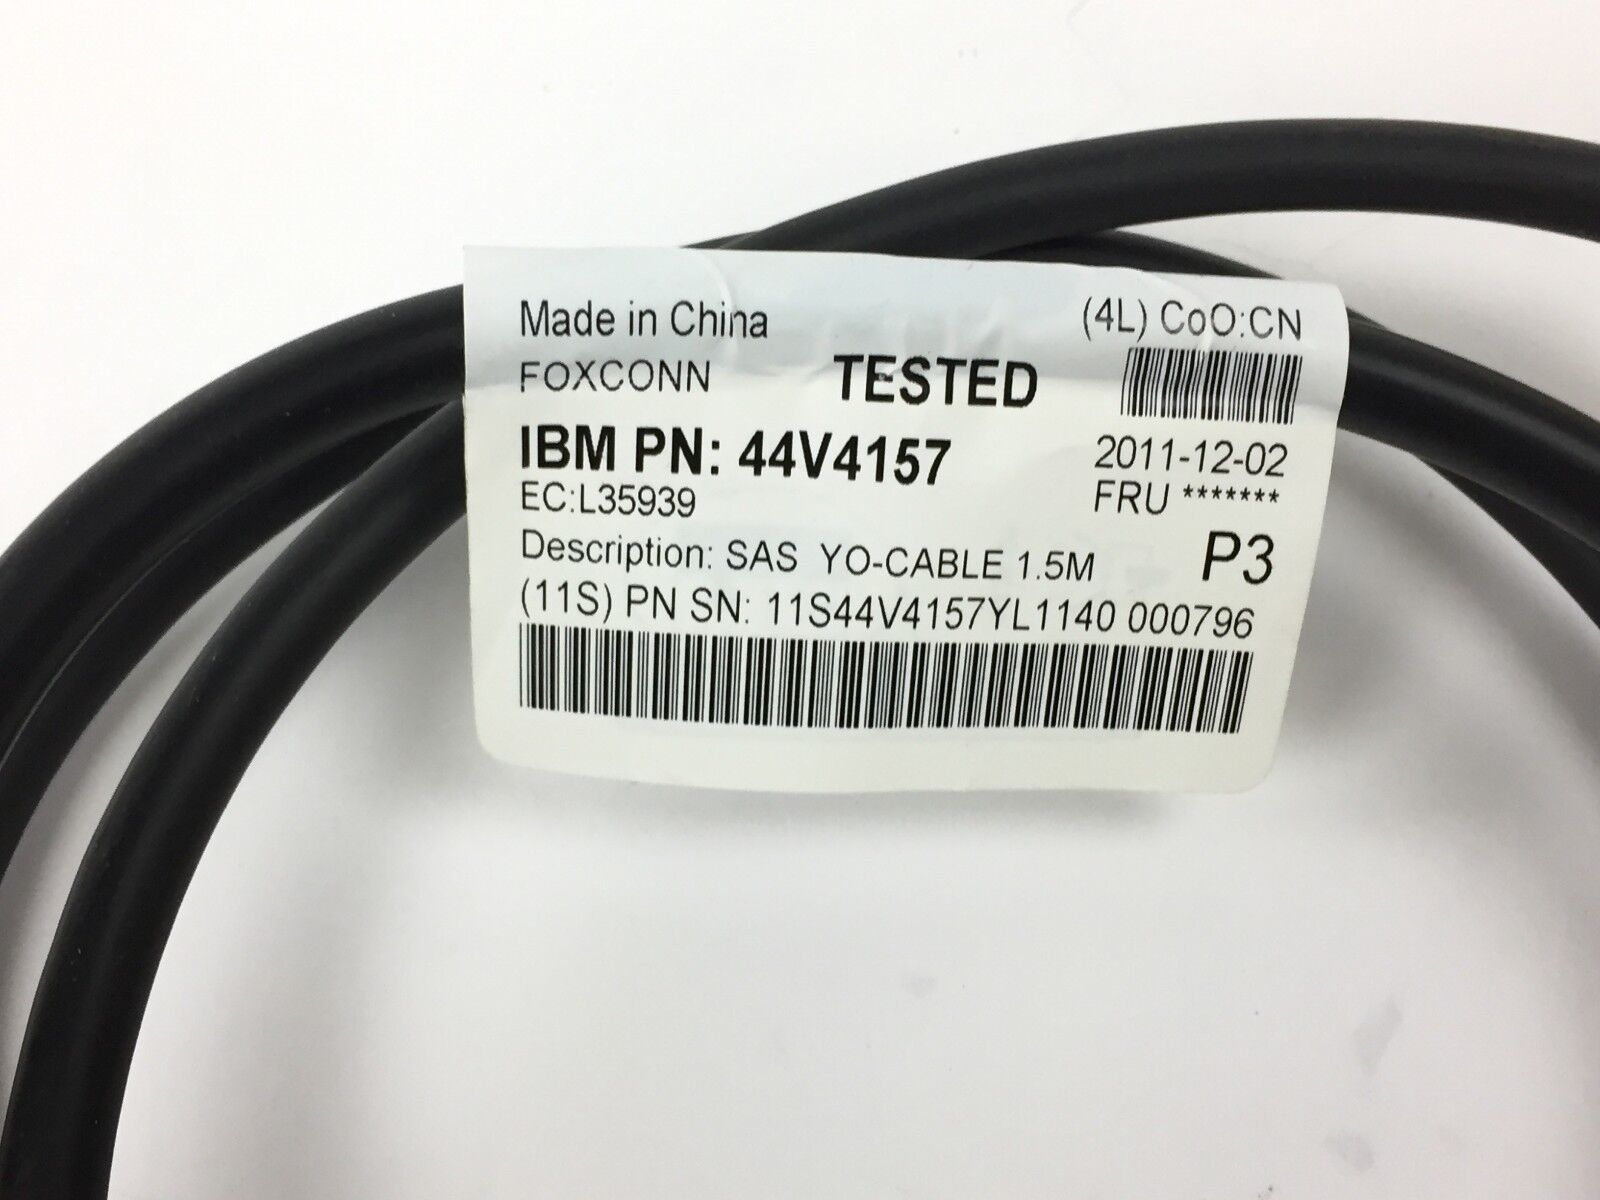 Made in China (4L) CoO:CN
FOXCONN TESTED
IBM PN: 44V4157 2011-12-02
EC:L35939 FRU *******
Description: SAS YO-CABLE 1.5M P3
(11S) PN SN: 11S44V4157YL1140 000796